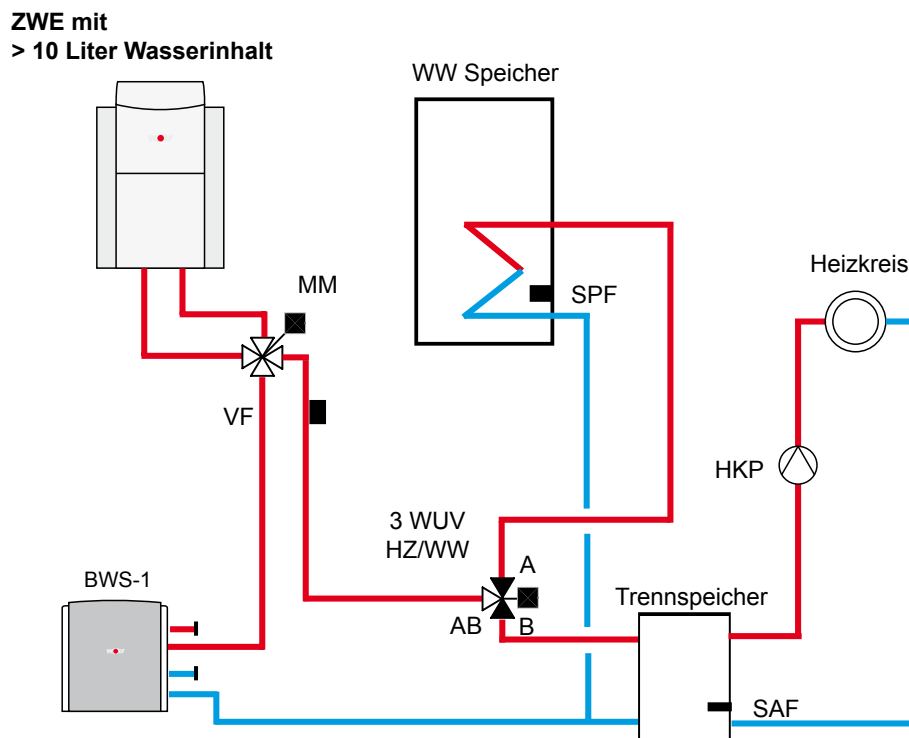 ZWE mit
> 10 Liter Wasserinhalt
WW Speicher
MM
SPF
Heizkreis
VF
HKP
3 WUV
HZ/WW
A
BWS-1
AB
B
Trennspeicher
SAF